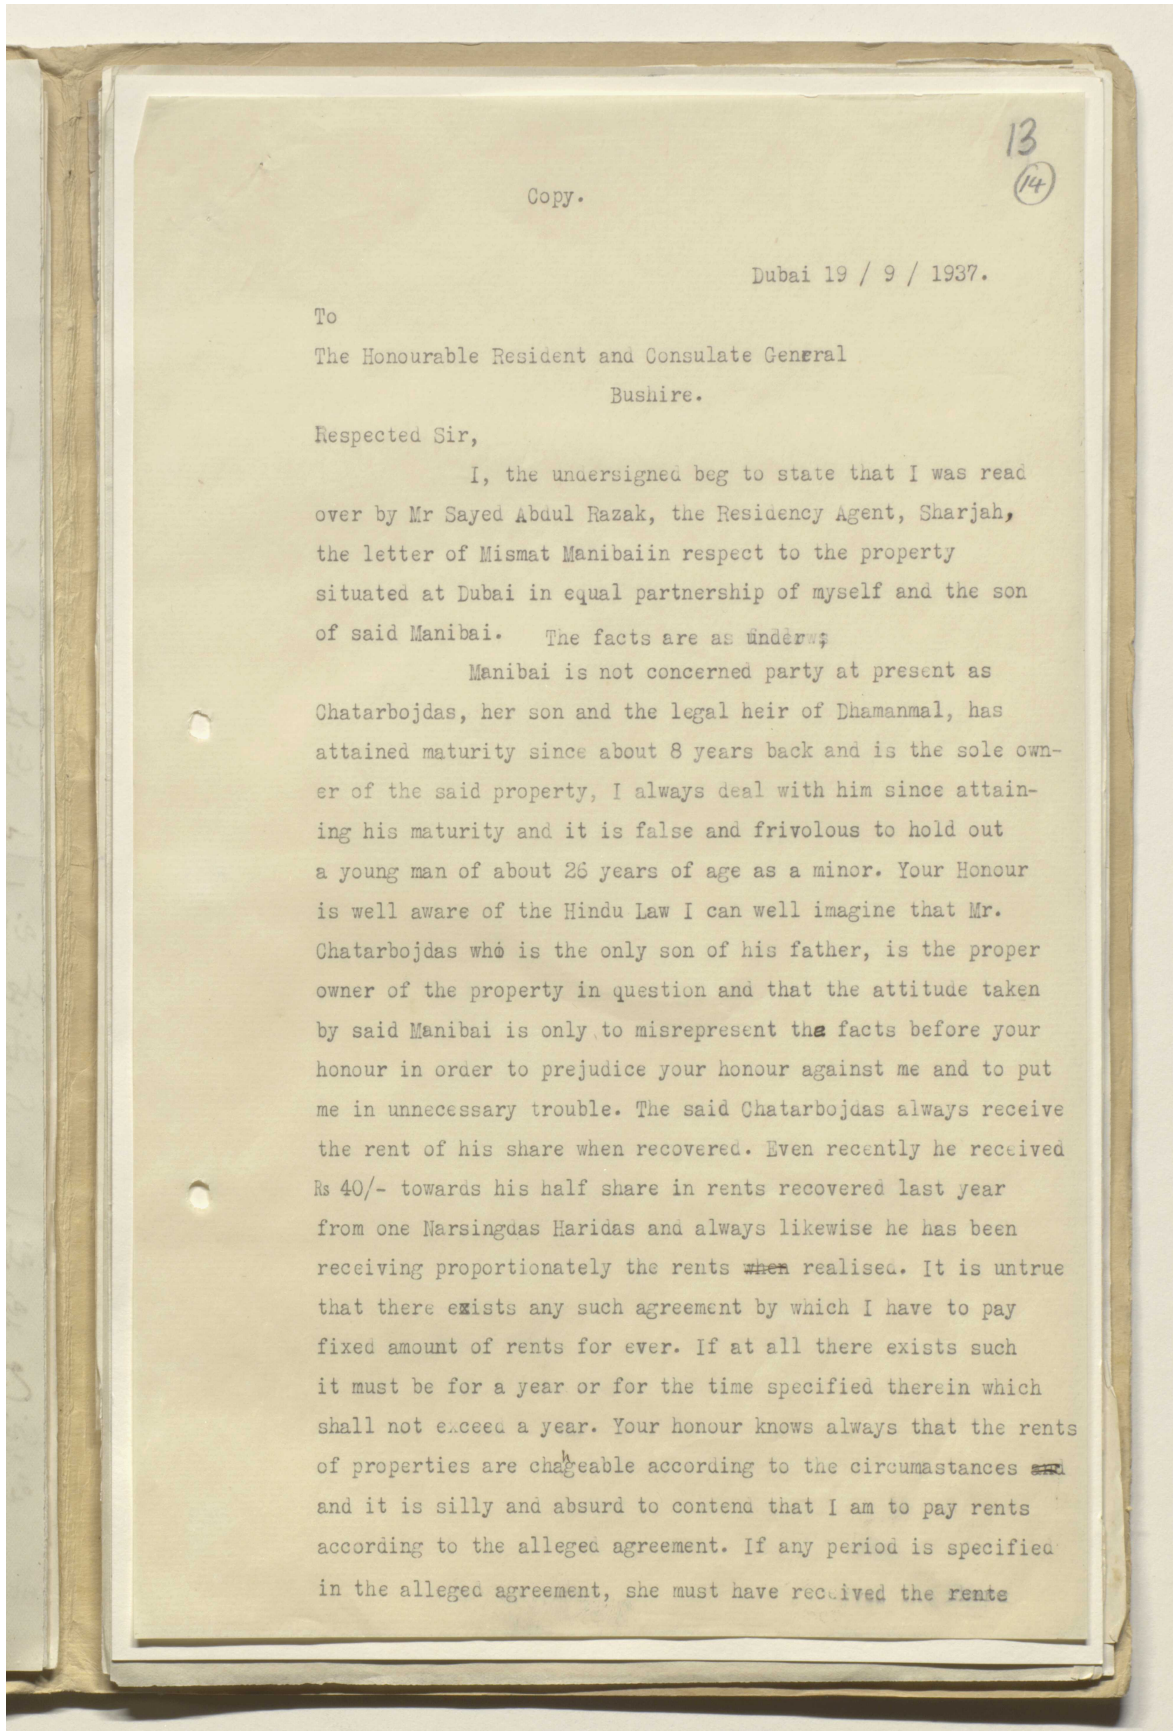 13
14
Copy.
Dubai 19 / 9 / 1937.
To
The Honourable Resident and Consulate General
Bushire.
Respected Sir,
I, the undersigned beg to state that I was read
over by Mr Sayed Abdul Razak, the Residency Agent, Sharjah,
the letter of Mismat Manibaiin respect to the property
situated at Dubai in equal partnership of myself and the son
of said Manibai. The facts are as under;
Manibai is not concerned party at present as
Chatarbojdas, her son and the legal heir of Dhamanmal, has
attained maturity since about 8 years back and is the sole own-
er of the said property, I always deal with him since attain-
ing his maturity and it is false and frivolous to hold out
a young man of about 26 years of age as a minor. Your Honour
is well aware of the Hindu Law I can well imagine that Mr.
Chatarbojdas who is the only son of his father, is the proper
owner of the property in question and that the attitude taken
by said Manibai is only to misrepresent the facts before your
honour in order to prejudice your honour against me and to put
me in unnecessary trouble. The said Chatarbojdas always receive
the rent of his share when recovered. Even recently he received
Rs 40/- towards his half share in rents recovered last year
from one Narsingdas Haridas and always likewise he has been
receiving proportionately the rents when realised. It is untrue
that there exists any such agreement by which I have to pay
fixed amount of rents for ever. If at all there exists such
it must be for a year or for the time specified therein which
shall not exceed a year. Your honour knows always that the rents
of properties are chahgeable according to the circumastances and
and it is silly and absurd to contend that I am to pay rents
according to the alleged agreement. If any period is specified
in the alleged agreement, she must have received the rents